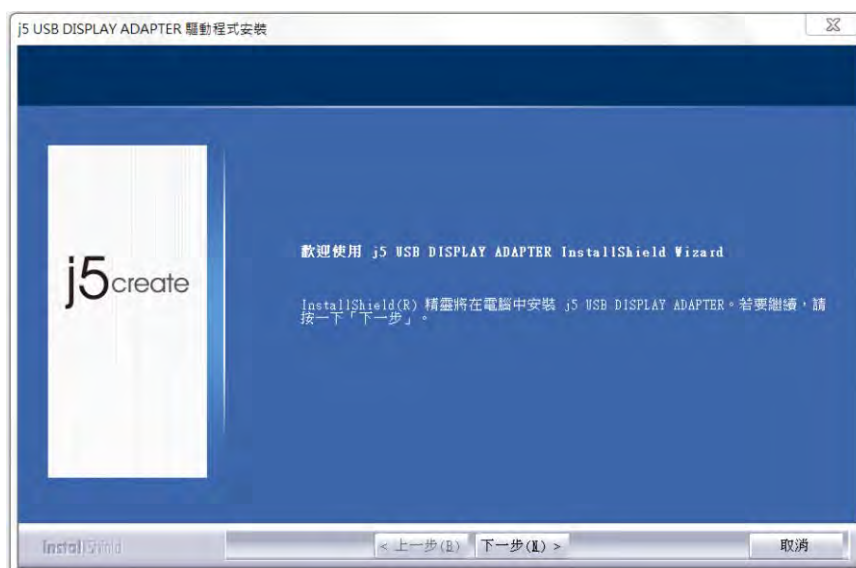 j5 USB DISPLAY ADAPTER 驅動程式安裝
j5create
歡迎使用 j5 USB DISPLAY ADAPTER InstallShield Wizard
InstallShield(R) 精靈將在電腦中安裝 j5 USB DISPLAY ADAPTER。若要繼續，請
按一下「下一步」。
InstallShield
< 上一步(B)
下一步(N) >
取消